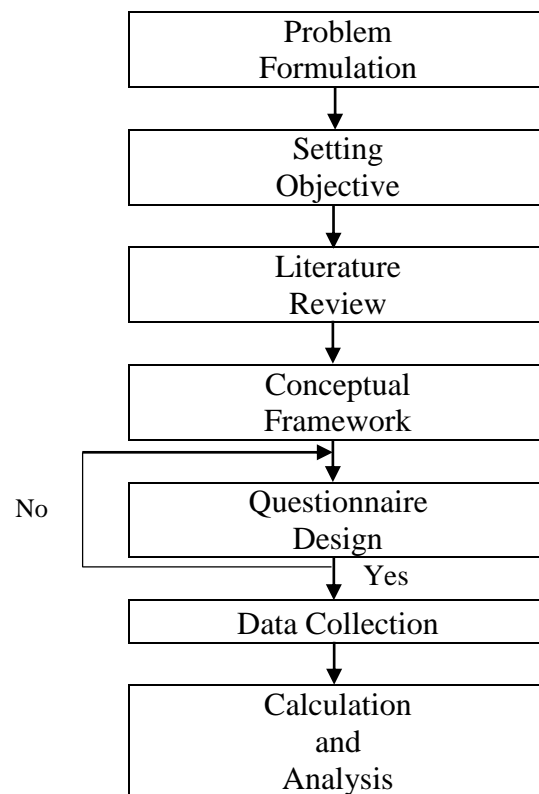 Problem
Formulation
Setting
Objective
Literature
Review
Conceptual
Framework
No
Questionnaire
Design
Yes
Data Collection
Calculation
and
Analysis